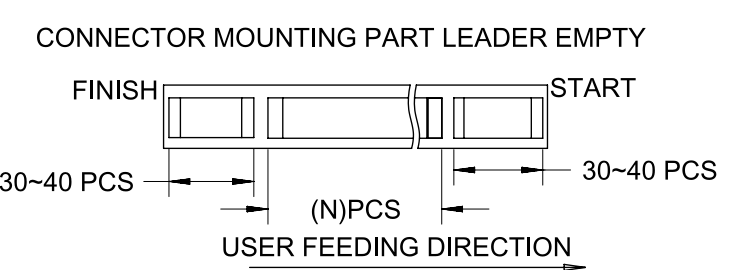 CONNECTOR MOUNTING PART LEADER EMPTY
FINISH
START
30~40 PCS
30~40 PCS
(N)PCS
USER FEEDING DIRECTION